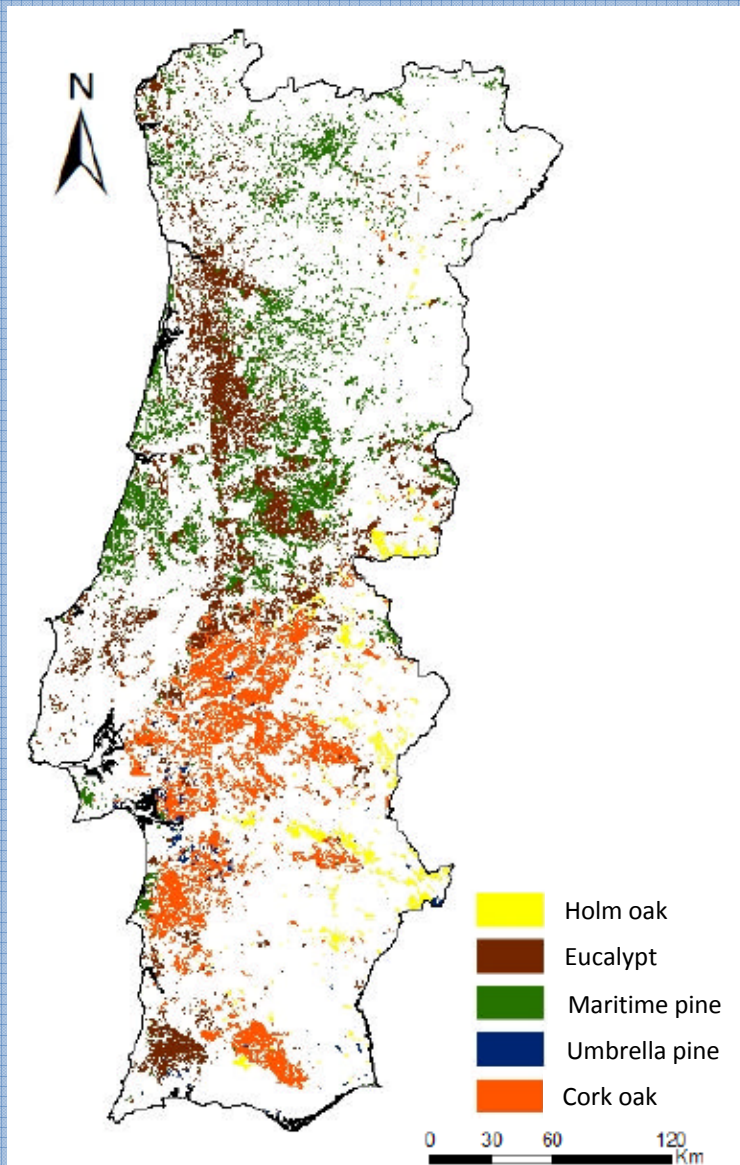 N
Holm oak
Eucalypt
Maritime pine
Umbrella pine
Cork oak
0 30 60 120
Km